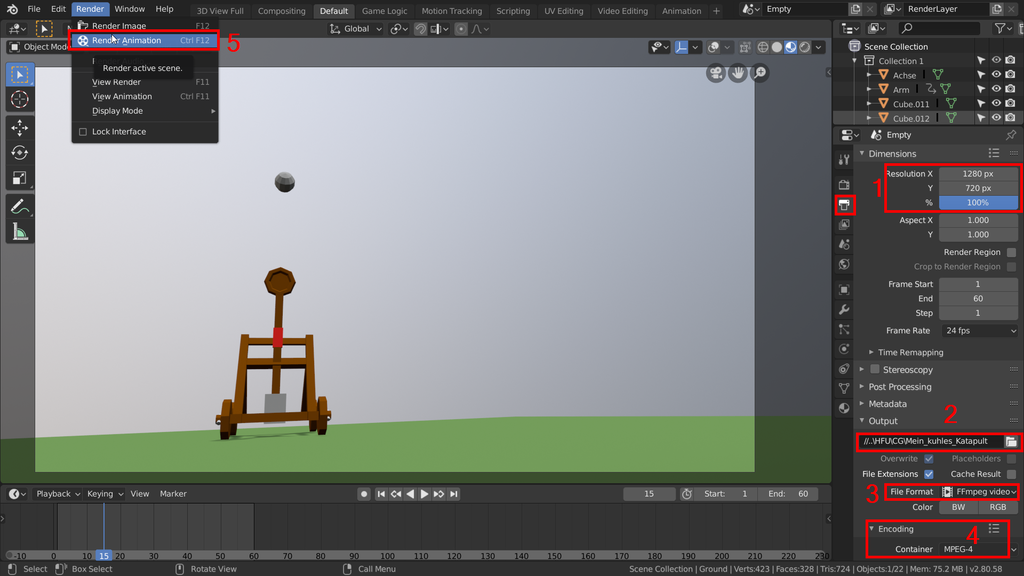 File Edit Render Window Help 3D View Full Compositing Default Game Logic Motion Tracking Scripting UV Editing Video Editing Animation + Empty RenderLayer
Render Image F12
Render Animation Ctrl F12
5
Object Mode
Global
Render active scene.
View Render F11
View Animation Ctrl F11
Display Mode
Lock Interface
Scene Collection
Collection 1
Achse
Arm
Cube.011
Cube.012
Empty
Dimensions
1
Resolution X 1280 px
Y 720 px
% 100%
Aspect X 1.000
Y 1.000
Render Region
Crop to Render Region
Frame Start 1
End 60
Step 1
Frame Rate 24 fps
Time Remapping
Stereoscopy
Post Processing
Metadata
2
Output
//..\HFU\CG\Mein_kuhles_Katapult
Overwrite Placeholders
File Extensions Cache Result
3
File Format FFmpeg video
Color BW RGB
Encoding
4
Container MPEG-4
Playback Keying View Marker 15 Start: 1 End: 60
-10 0 10 15 20 30 40 50 60 70 80 90 100 110 120 130 140 150 160 170 180 190 200 210 220 230
Select Box Select Rotate View Call Menu
Scene Collection | Ground | Verts:423 | Faces:328 | Tris:724 | Objects:1/22 | Mem: 75.2 MB | v2.80.58